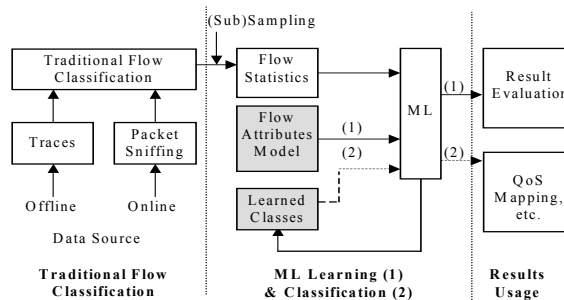 (Sub)Sampling
Traditional Flow
Classification
Flow
Statistics
ML
(1)
Result
Evaluation
Traces
Packet
Sniffing
Flow
Attributes
Model
(1)
(2)
(2)
Learned
Classes
QoS
Mapping,
etc.
Offline
Online
Data Source
Traditional Flow
Classification
ML Learning (1)
& Classification (2)
Results
Usage